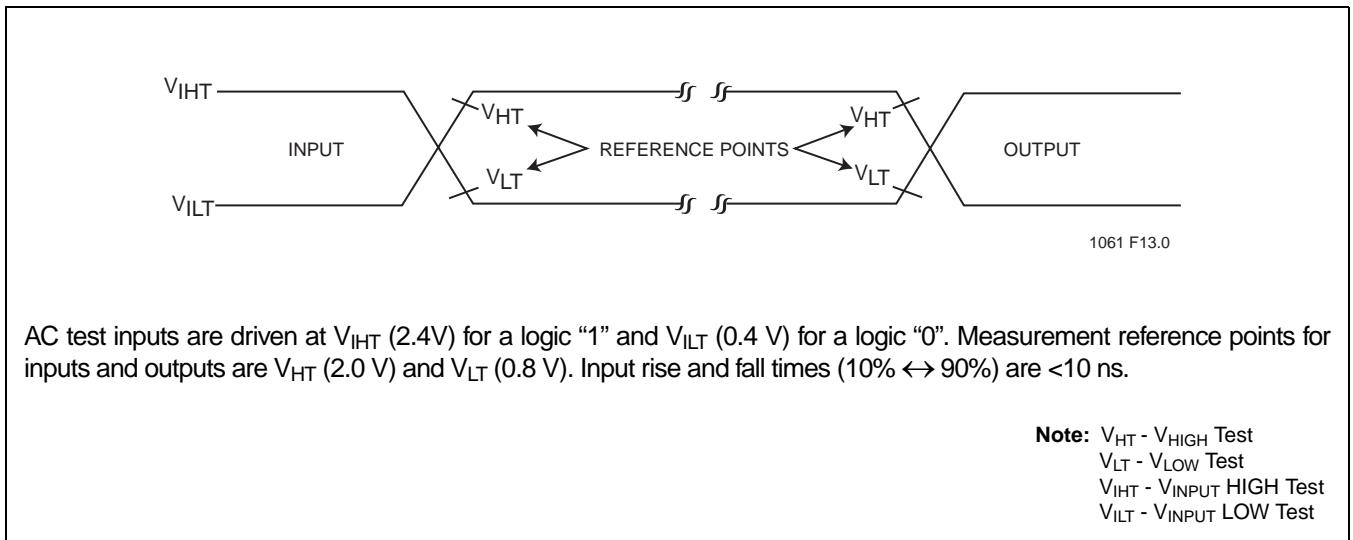 VIHT
VHT
VHT
INPUT
REFERENCE POINTS
OUTPUT
VLT
VLT
VILT
1061 F13.0
AC test inputs are driven at VIHT (2.4V) for a logic “1” and VILT (0.4 V) for a logic “0”. Measurement reference points for
inputs and outputs are VHT (2.0 V) and VLT (0.8 V). Input rise and fall times (10% ↔ 90%) are <10 ns.
Note: VHT - VHIGH Test
VLT - VLOW Test
VIHT - VINPUT HIGH Test
VILT - VINPUT LOW Test